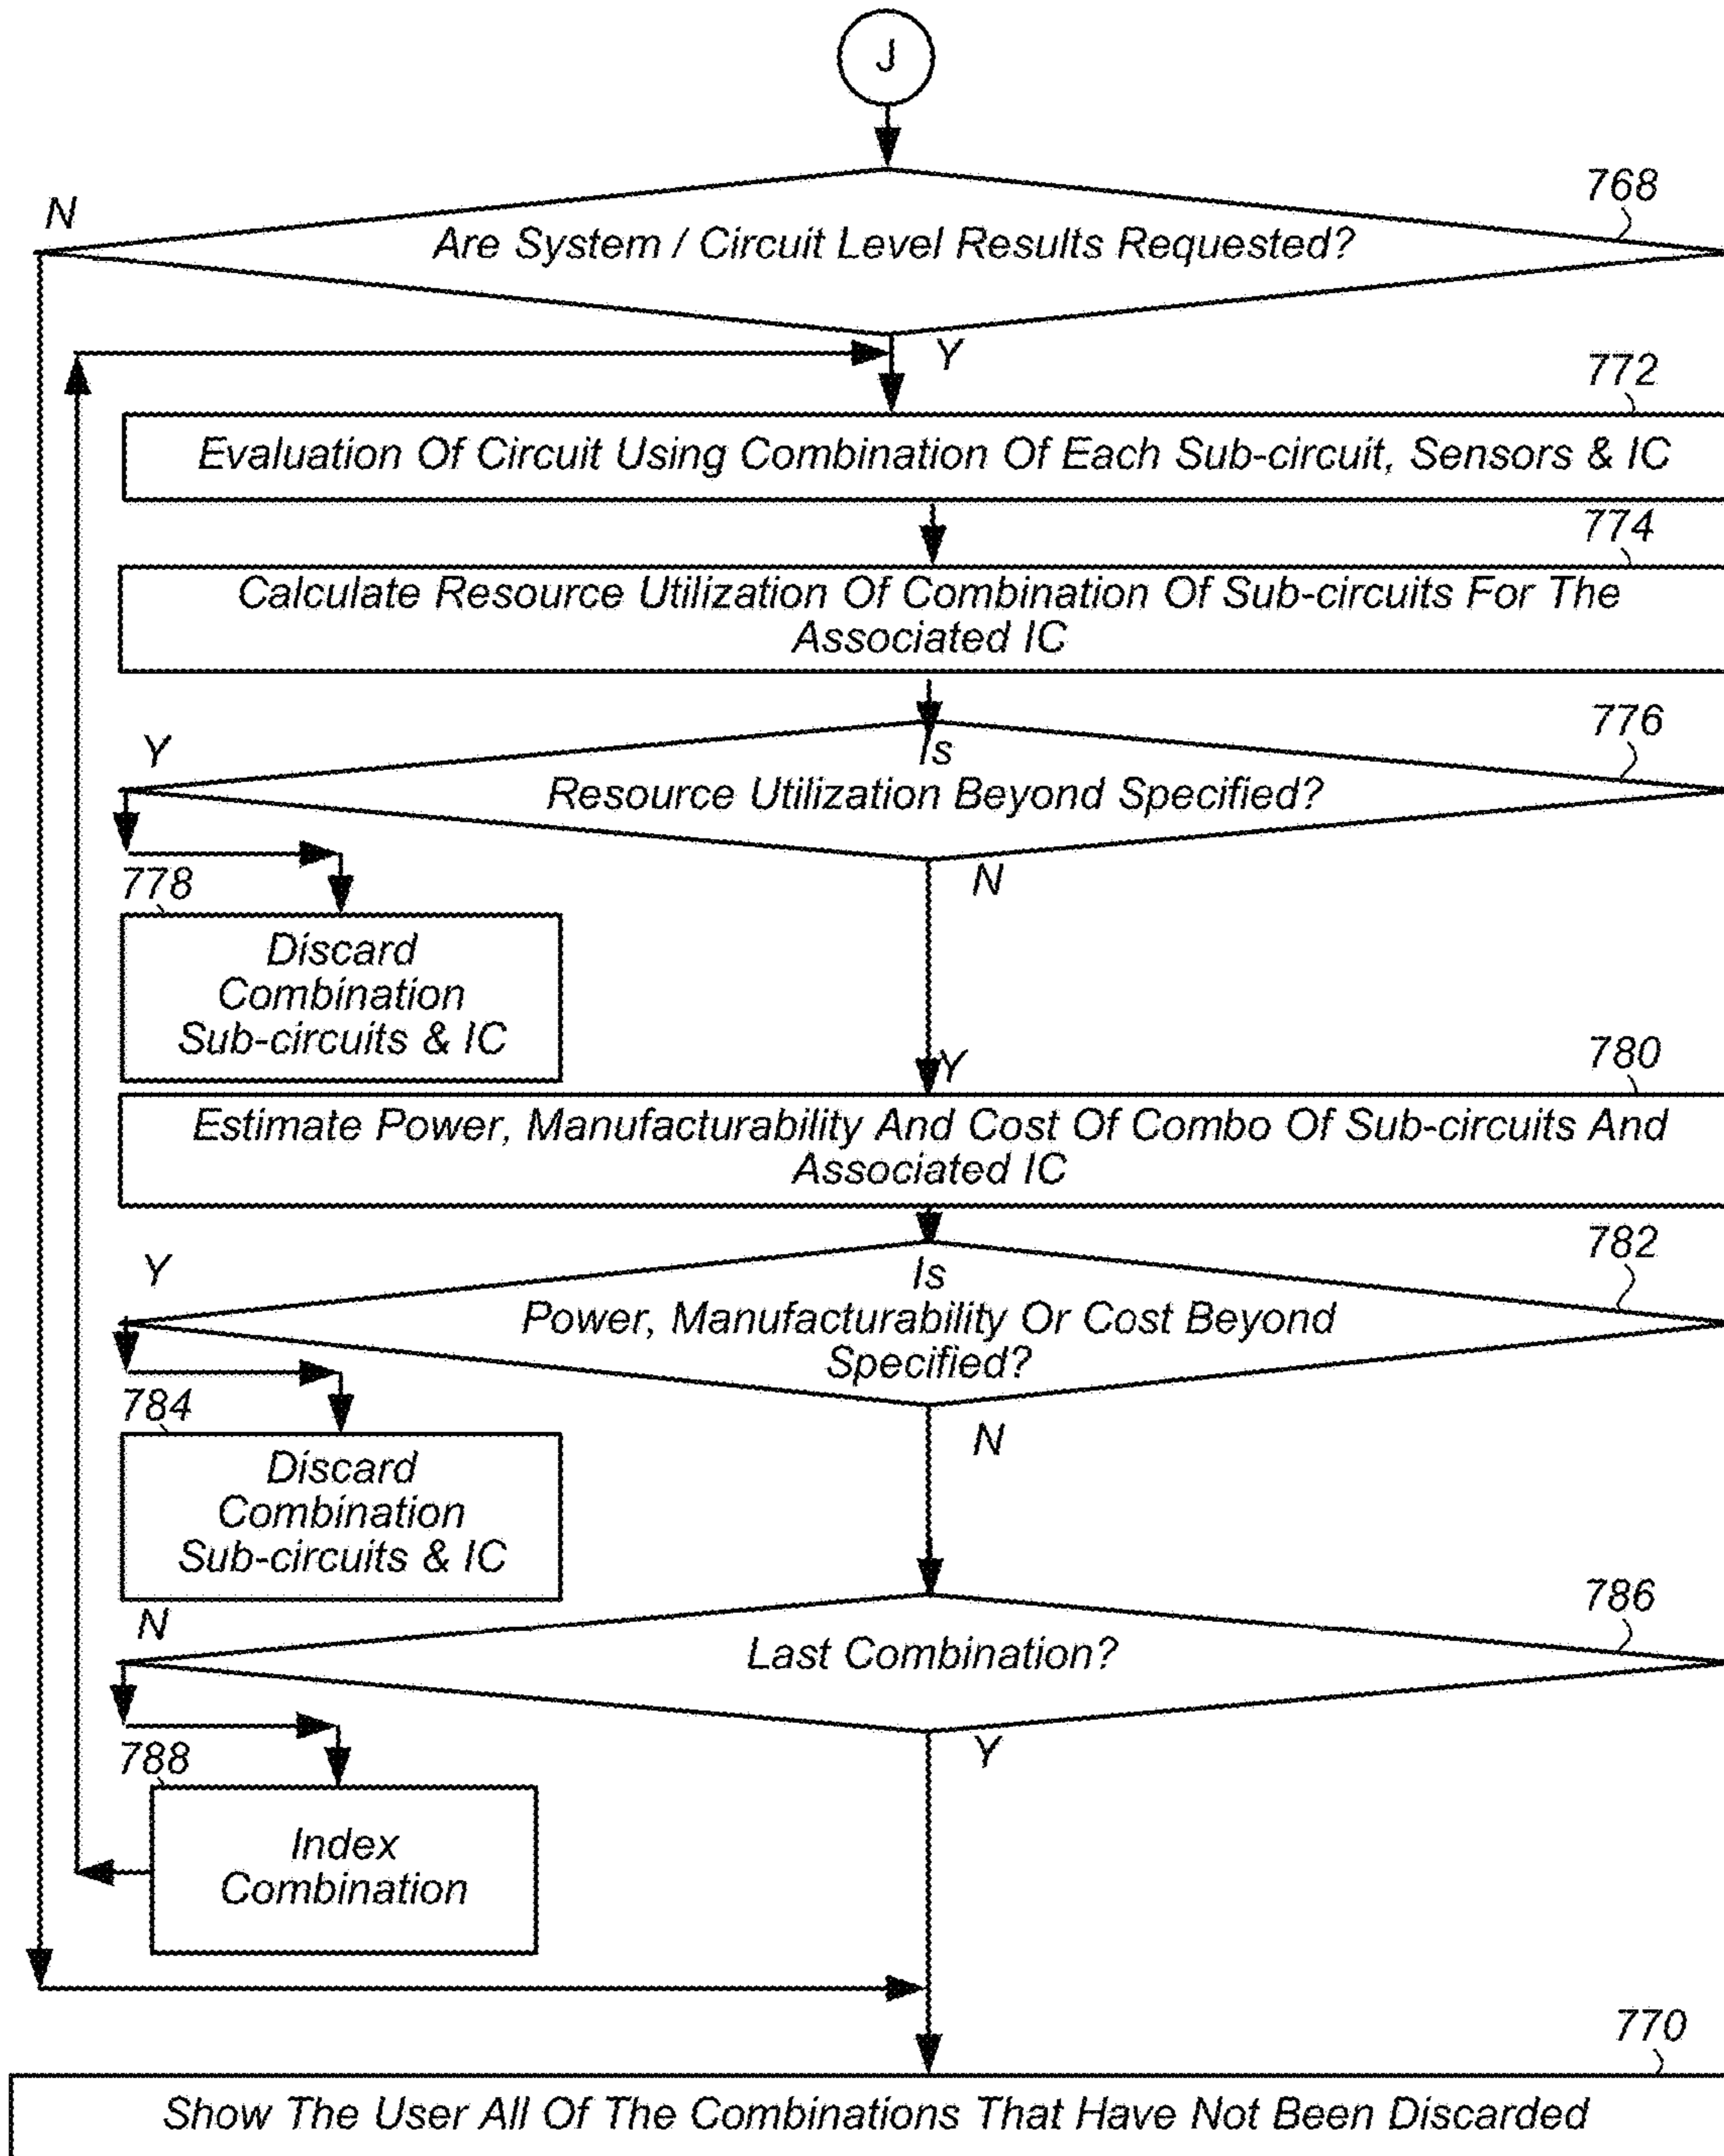 J
N
768
Are System / Circuit Level Results Requested?
Y
772
Evaluation Of Circuit Using Combination Of Each Sub-circuit, Sensors & IC
774
Calculate Resource Utilization Of Combination Of Sub-circuits For The
Associated IC
776
Y
Is
Resource Utilization Beyond Specified?
778
N
Discard
Combination
Sub-circuits & IC
Y
780
Estimate Power, Manufacturability And Cost Of Combo Of Sub-circuits And
Associated IC
782
Y
Is
Power, Manufacturability Or Cost Beyond
Specified?
784
N
Discard
Combination
Sub-circuits & IC
786
N
Last Combination?
788
Y
Index
Combination
770
Show The User All Of The Combinations That Have Not Been Discarded